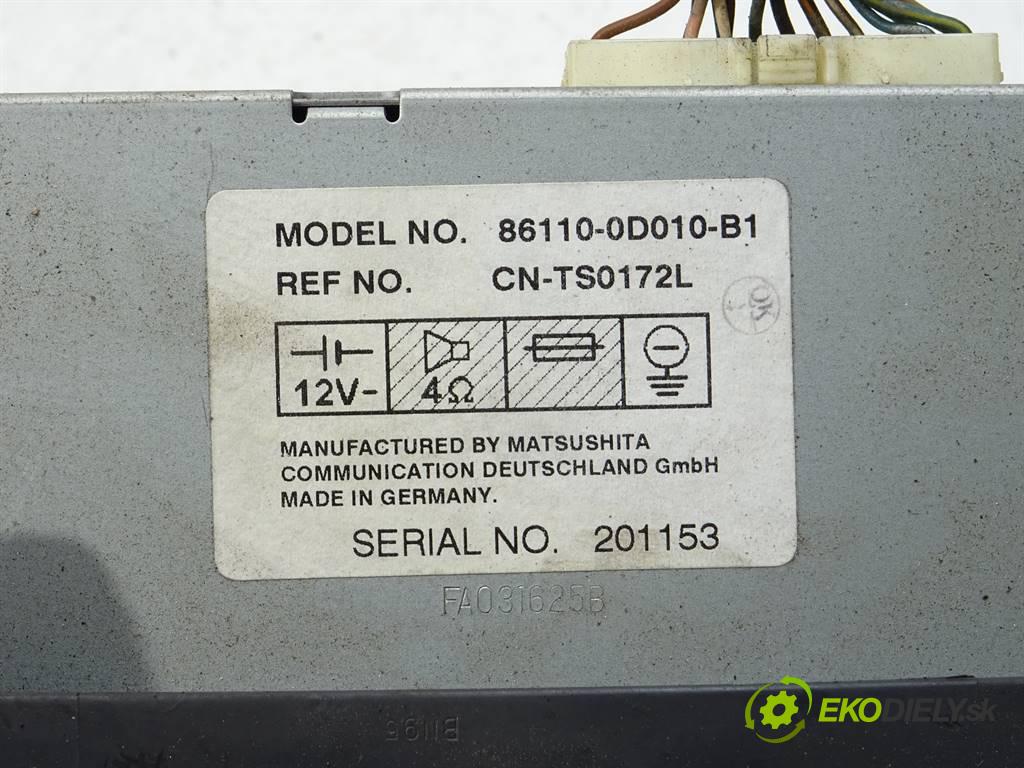 MODEL NO. 86110-0D010-B1
REF NO. CN-TS0172L
OK
12V- 4Ω
MANUFACTURED BY MATSUSHITA
COMMUNICATION DEUTSCHLAND GmbH
MADE IN GERMANY.
SERIAL NO. 201153
FA031625B
EKODIELY.sk